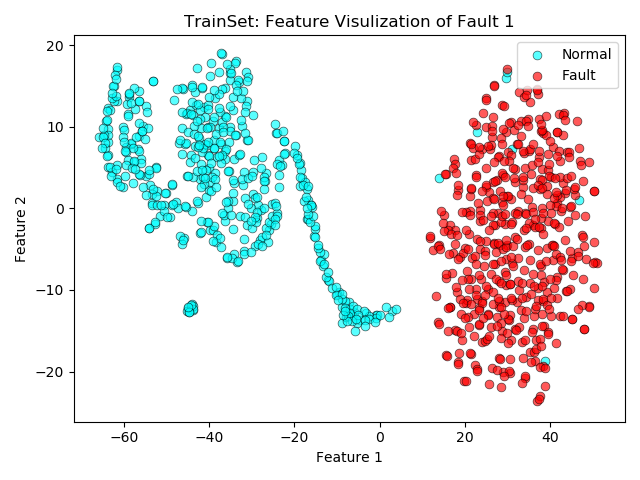 TrainSet: Feature Visulization of Fault 1
Normal
Fault
20
10
0
−10
−20
Feature 2
−60
−40
−20
0
20
40
Feature 1